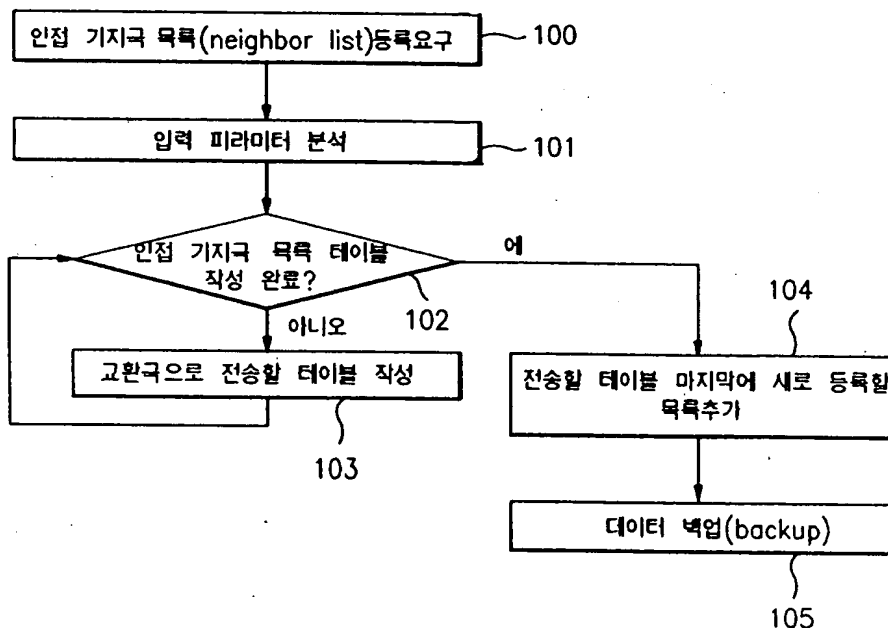 인접 기지국 목록(neighbor list)등록요구
100
입력 피라미터 분석
101
인접 기지국 목록 테이블
작성 완료?
예
102
아니오
교환국으로 전송할 테이블 작성
103
104
전송할 테이블 마지막에 새로 등록할
목록추가
데이터 백업(backup)
105